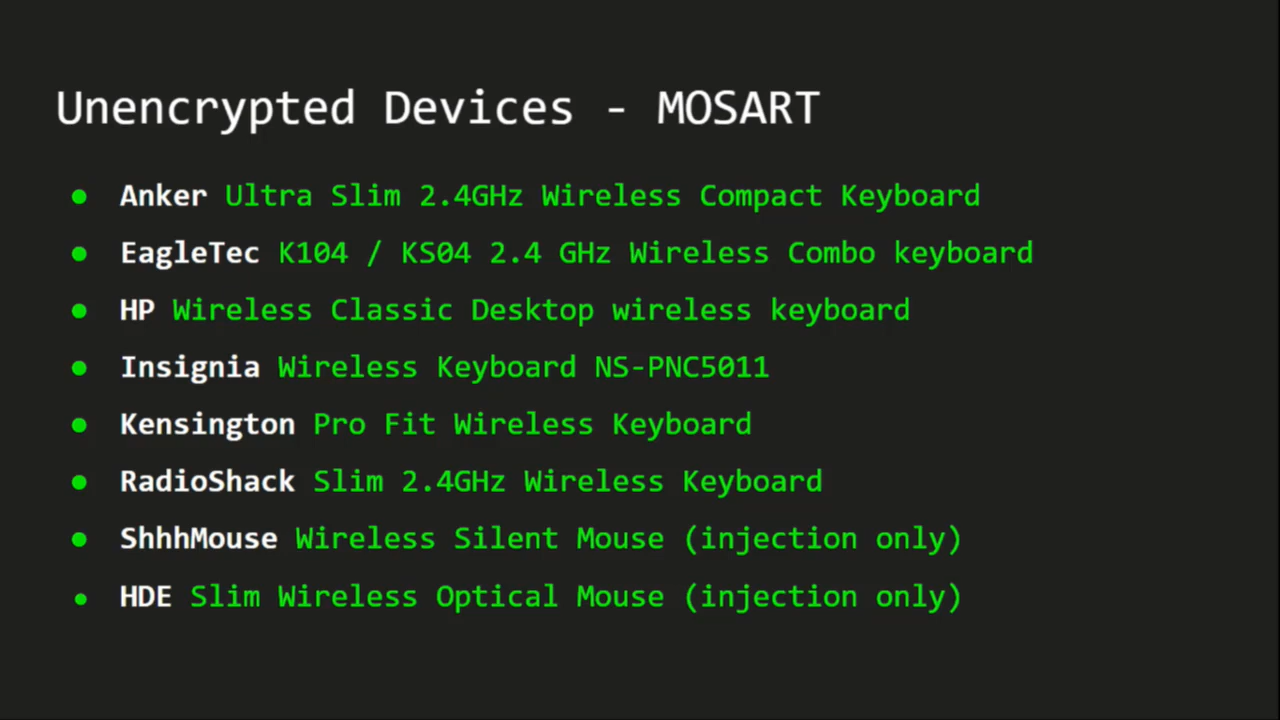 Unencrypted Devices - MOSART
● Anker Ultra Slim 2.4GHz Wireless Compact Keyboard
● EagleTec K104 / KS04 2.4 GHz Wireless Combo keyboard
● HP Wireless Classic Desktop wireless keyboard
● Insignia Wireless Keyboard NS-PNC5011
● Kensington Pro Fit Wireless Keyboard
● RadioShack Slim 2.4GHz Wireless Keyboard
● ShhhMouse Wireless Silent Mouse (injection only)
● HDE Slim Wireless Optical Mouse (injection only)